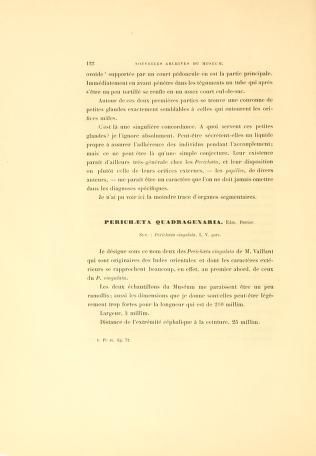 122 NOUVELLES ARCHIVES DU MUSÉUM.
ovoïde¹ supportée par un court pédoncule en est la partie principale.
Immédiatement en avant pénètre dans les téguments un tube qui après
s'être un peu tortillé se renfle en un assez court cul-de-sac.
Autour de ces deux premières parties se trouve une couronne de
petites glandes exactement semblables à celles qui entourent les ori-
fices mâles.
C'est là une singulière concordance. A quoi servent ces petites
glandes? je l'ignore absolument. Peut-être sécrètent-elles un liquide
propre à assurer l'adhérence des individus pendant l'accouplement;
mais ce ne peut être là qu'une simple conjecture. Leur existence
paraît d'ailleurs très-générale chez les Perichæta, et leur disposition
ou plutôt celle de leurs orifices externes, — les papilles, de divers
auteurs, — me paraît être un caractère que l'on ne doit jamais omettre
dans les diagnoses spécifiques.
Je n'ai pu voir ici la moindre trace d'organes segmentaires.
PERICHÆTA QUADRAGENARIA. Edm. Perrier.
Syn. : Perichæta cingulata. L. V. pars.
Je désigne sous ce nom deux des Perichæta cingulata de M. Vaillant
qui sont originaires des Indes orientales et dont les caractères exté-
rieurs se rapprochent beaucoup, en effet, au premier abord, de ceux
du P. cingulata.
Les deux échantillons du Muséum me paraissent être un peu
ramollis; aussi les dimensions que je donne sont-elles peut-être légè-
rement trop fortes pour la longueur qui est de 210 millim.
Largeur, 5 millim.
Distance de l'extrémité céphalique à la ceinture, 25 millim.
1. Pl. fig. 71.